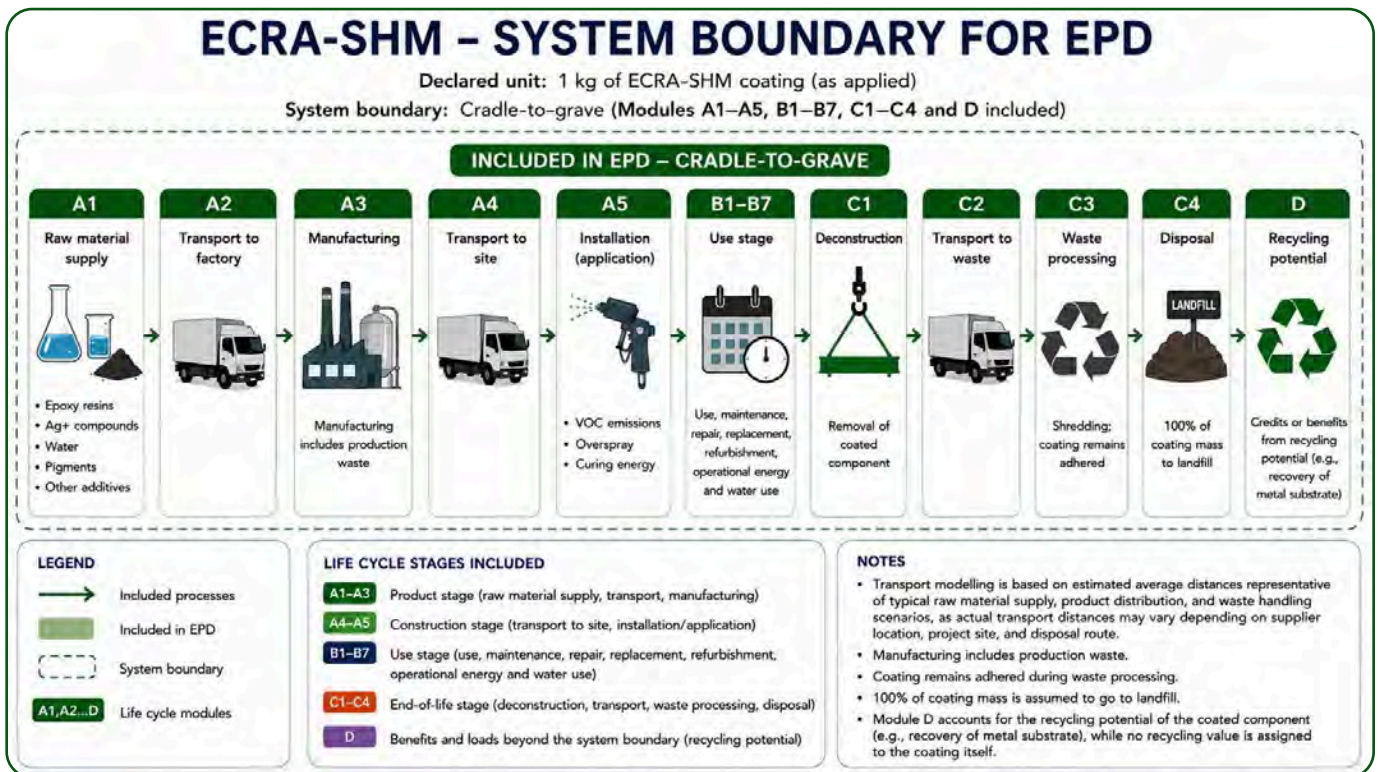 ECRA-SHM – SYSTEM BOUNDARY FOR EPD
Declared unit: 1 kg of ECRA-SHM coating (as applied)
System boundary: Cradle-to-grave (Modules A1–A5, B1–B7, C1–C4 and D included)
INCLUDED IN EPD – CRADLE-TO-GRAVE
A1
Raw material
supply
• Epoxy resins
• Ag+ compounds
• Water
• Pigments
• Other additives
A2
Transport to
factory
A3
Manufacturing
Manufacturing
includes production
waste
A4
Transport to
site
A5
Installation
(application)
• VOC emissions
• Overspray
• Curing energy
B1–B7
Use stage
Use, maintenance,
repair, replacement,
refurbishment,
operational energy
and water use
C1
Deconstruction
Removal of
coated
component
C2
Transport to
waste
C3
Waste
processing
Shredding;
coating remains
adhered
C4
Disposal
LANDFILL
100% of
coating mass
to landfill
D
Recycling
potential
Credits or benefits
from recycling
potential (e.g.,
recovery of
metal substrate)
LEGEND
Included processes
Included in EPD
System boundary
A1,A2...D Life cycle modules
LIFE CYCLE STAGES INCLUDED
A1–A3 Product stage (raw material supply, transport, manufacturing)
A4–A5 Construction stage (transport to site, installation/application)
B1–B7 Use stage (use, maintenance, repair, replacement, refurbishment,
operational energy and water use)
C1–C4 End-of-life stage (deconstruction, transport, waste processing, disposal)
D Benefits and loads beyond the system boundary (recycling potential)
NOTES
• Transport modelling is based on estimated average distances representative
of typical raw material supply, product distribution, and waste handling
scenarios, as actual transport distances may vary depending on supplier
location, project site, and disposal route.
• Manufacturing includes production waste.
• Coating remains adhered during waste processing.
• 100% of coating mass is assumed to go to landfill.
• Module D accounts for the recycling potential of the coated component
(e.g., recovery of metal substrate), while no recycling value is assigned
to the coating itself.